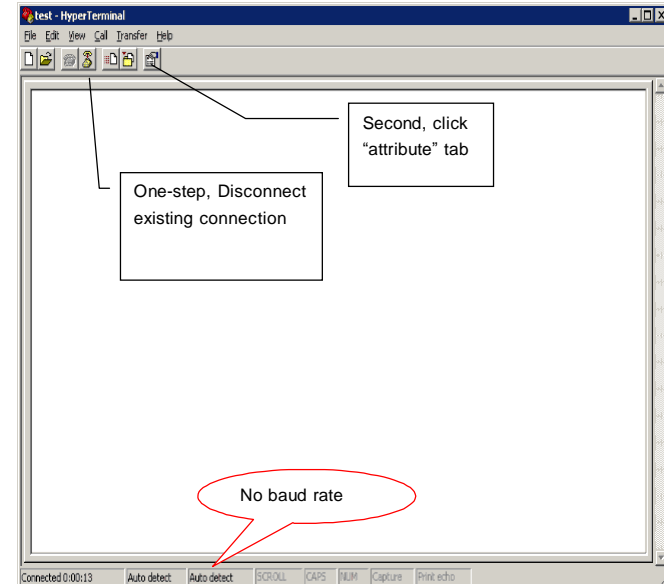 test - HyperTerminal
File Edit View Call Transfer Help
Second, click
“attribute” tab
One-step, Disconnect
existing connection
No baud rate
Connected 0:00:13 Auto detect Auto detect SCROLL CAPS NUM Capture Print echo